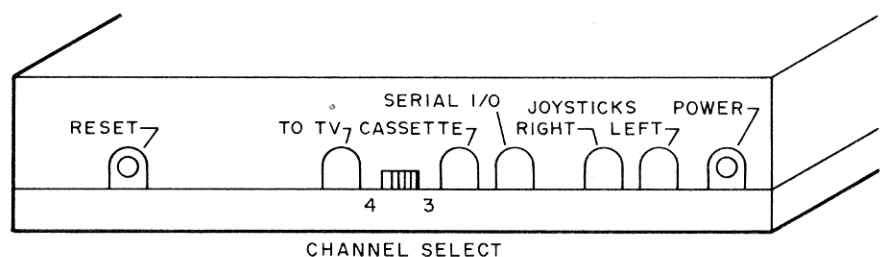 SERIAL I/O JOYSTICKS POWER
RESET TO TV CASSETTE RIGHT LEFT
4 3
CHANNEL SELECT